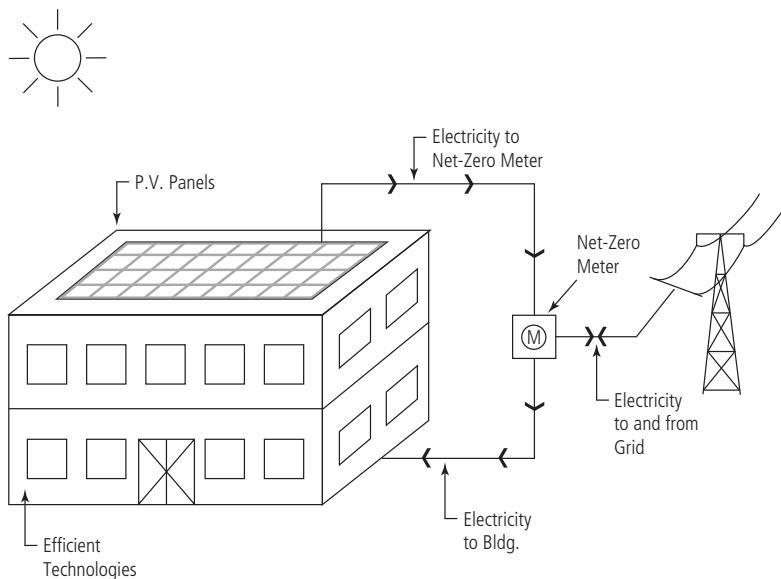 Electricity to
Net-Zero Meter
P.V. Panels
Net-Zero
Meter
M
Electricity
to and from
Grid
Electricity
to Bldg.
Efficient
Technologies